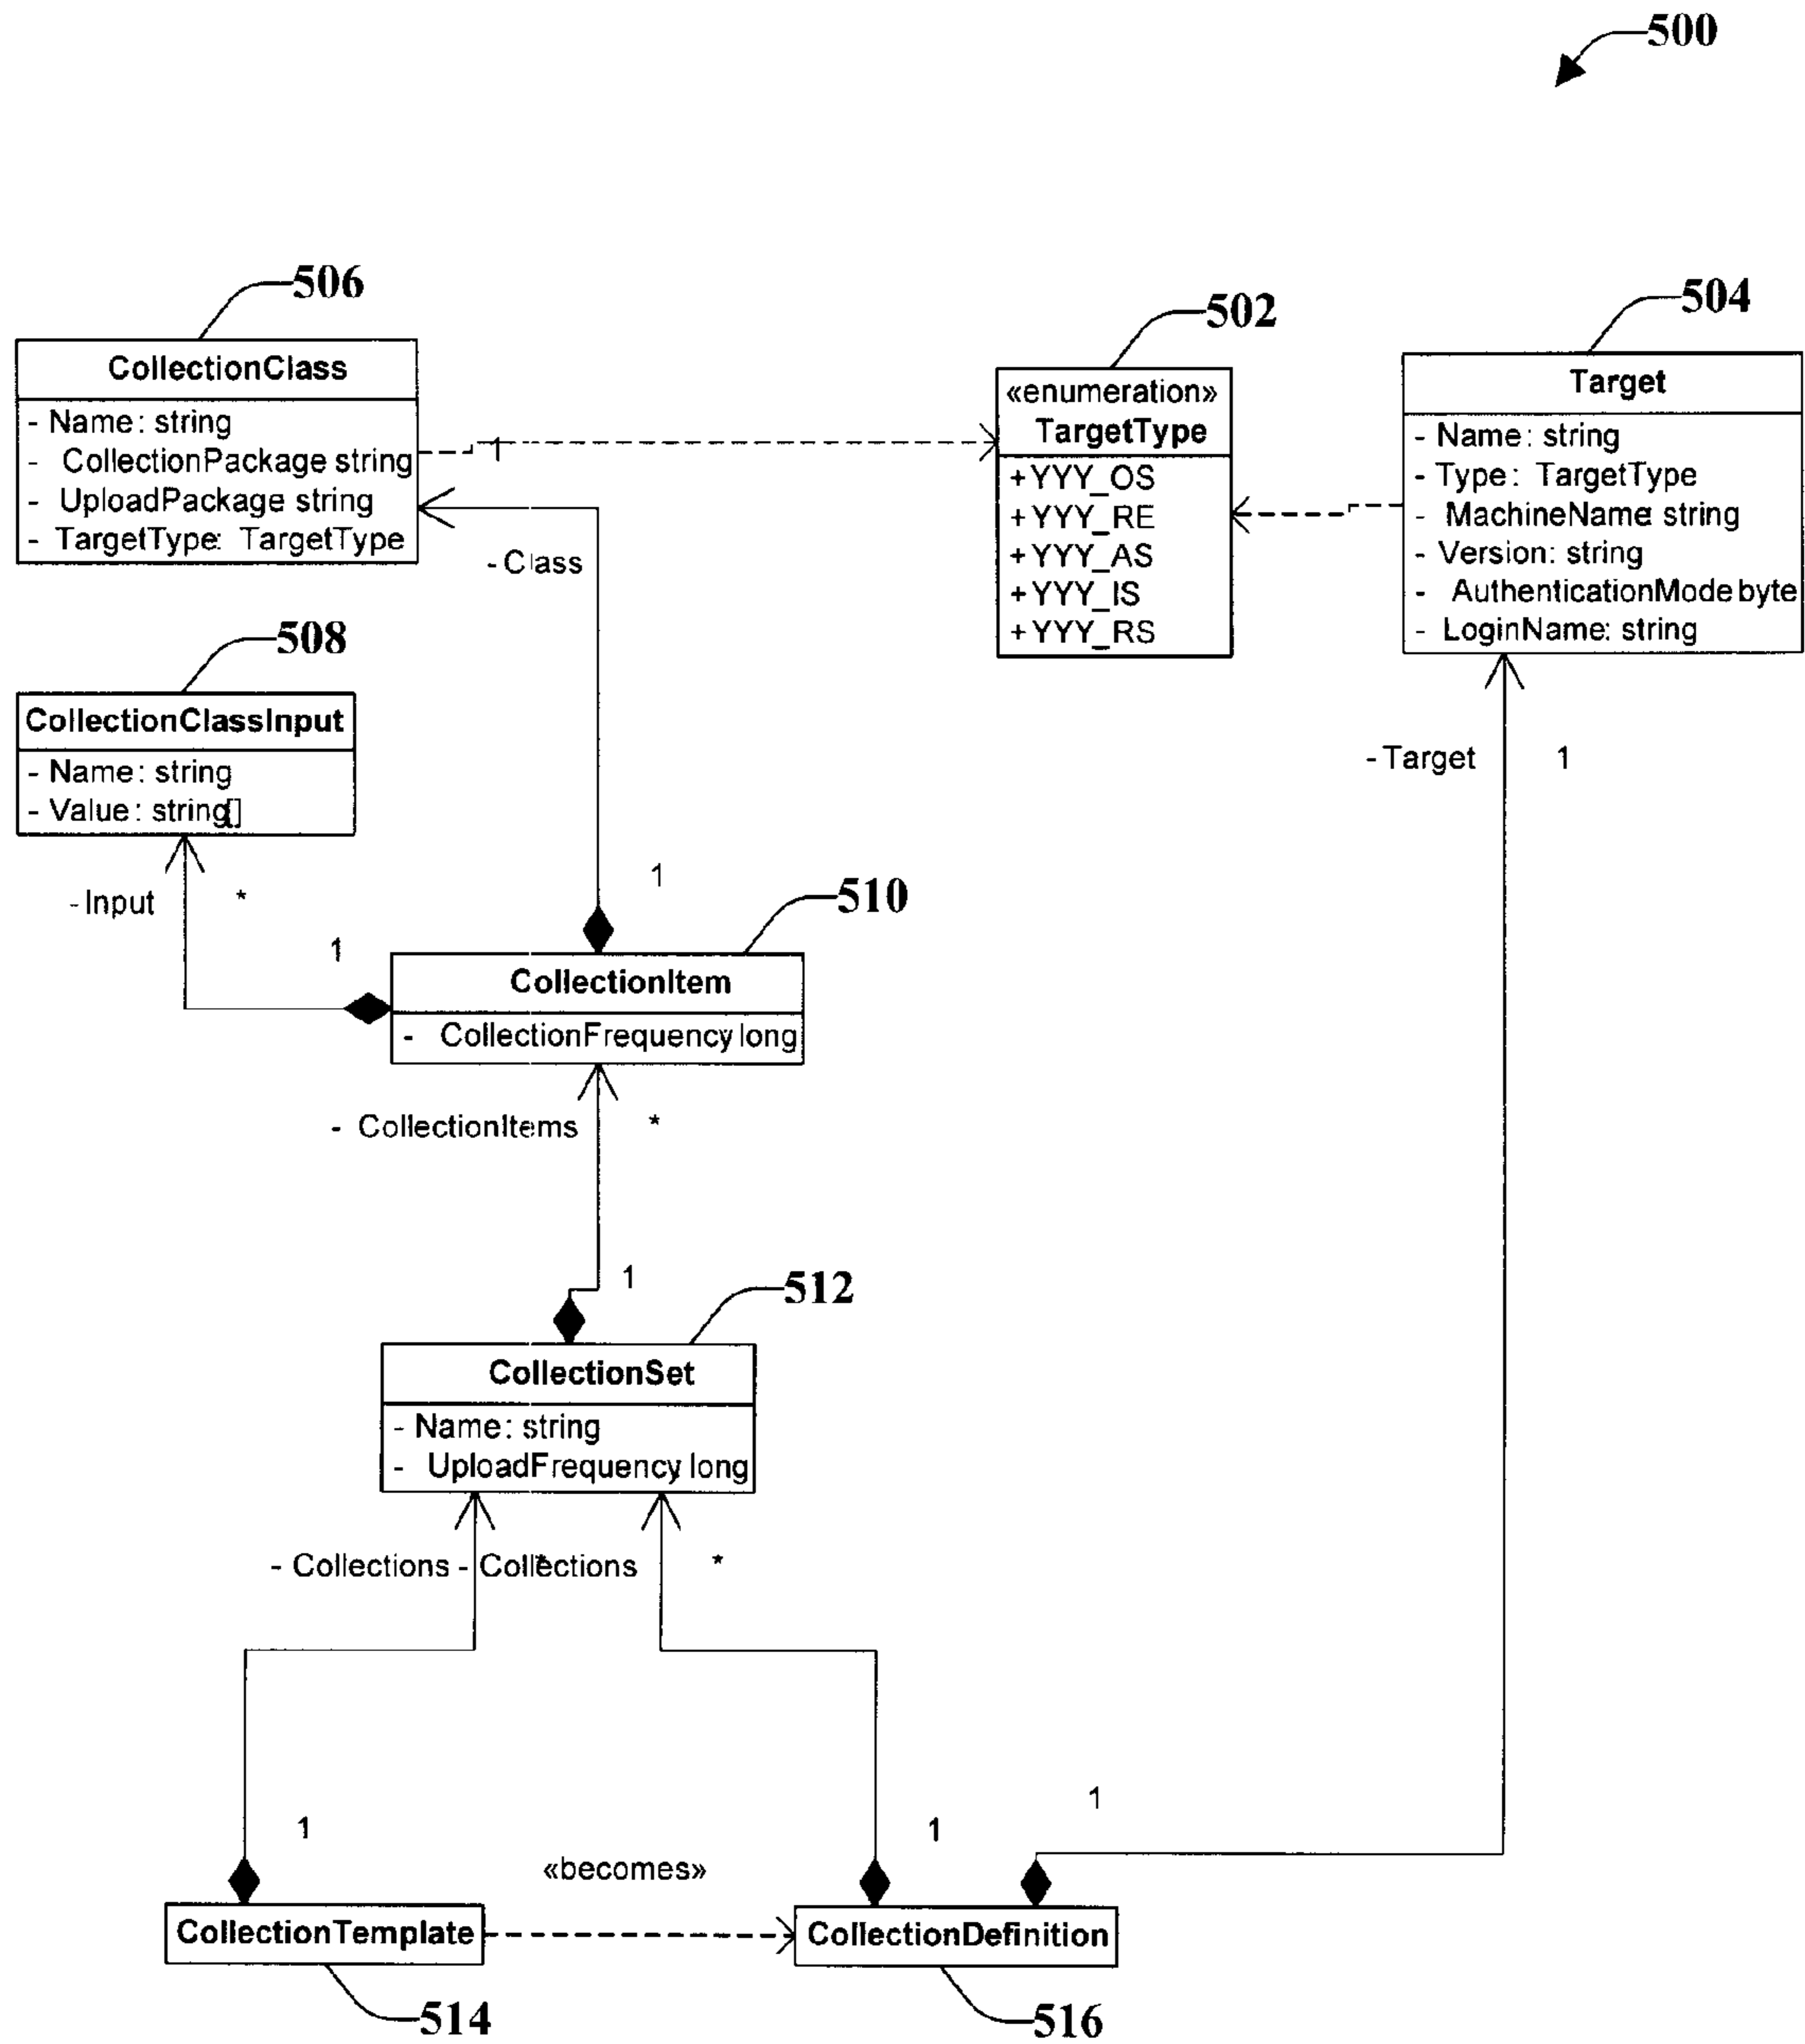 500
506
CollectionClass
- Name: string
- CollectionPackage string
- UploadPackage string
- TargetType: TargetType
1
- Class
502
«enumeration»
TargetType
+YYY_OS
+YYY_RE
+YYY_AS
+YYY_IS
+YYY_RS
504
Target
- Name: string
- Type: TargetType
- MachineName string
- Version: string
- AuthenticationMode byte
- LoginName: string
508
CollectionClassInput
- Name: string
- Value: string[]
- Target 1
- Input *
1
1
510
CollectionItem
- CollectionFrequency long
- CollectionItems *
1
512
CollectionSet
- Name: string
- UploadFrequency long
- Collections *
- Collections *
1
1
1
«becomes»
CollectionTemplate
CollectionDefinition
514
516